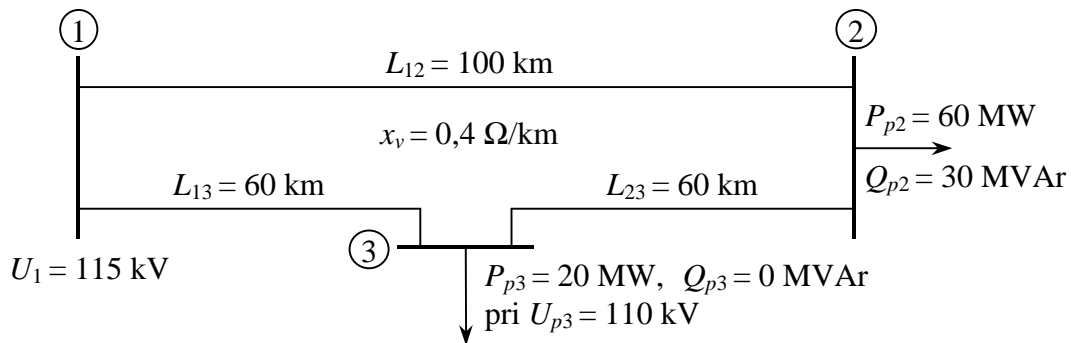 1
2
L₁₂ = 100 km
Pₚ₂ = 60 MW
xᵥ = 0,4 Ω/km
L₁₃ = 60 km
L₂₃ = 60 km
Qₚ₂ = 30 MVAr
3
U₁ = 115 kV
Pₚ₃ = 20 MW, Qₚ₃ = 0 MVAr
pri Uₚ₃ = 110 kV